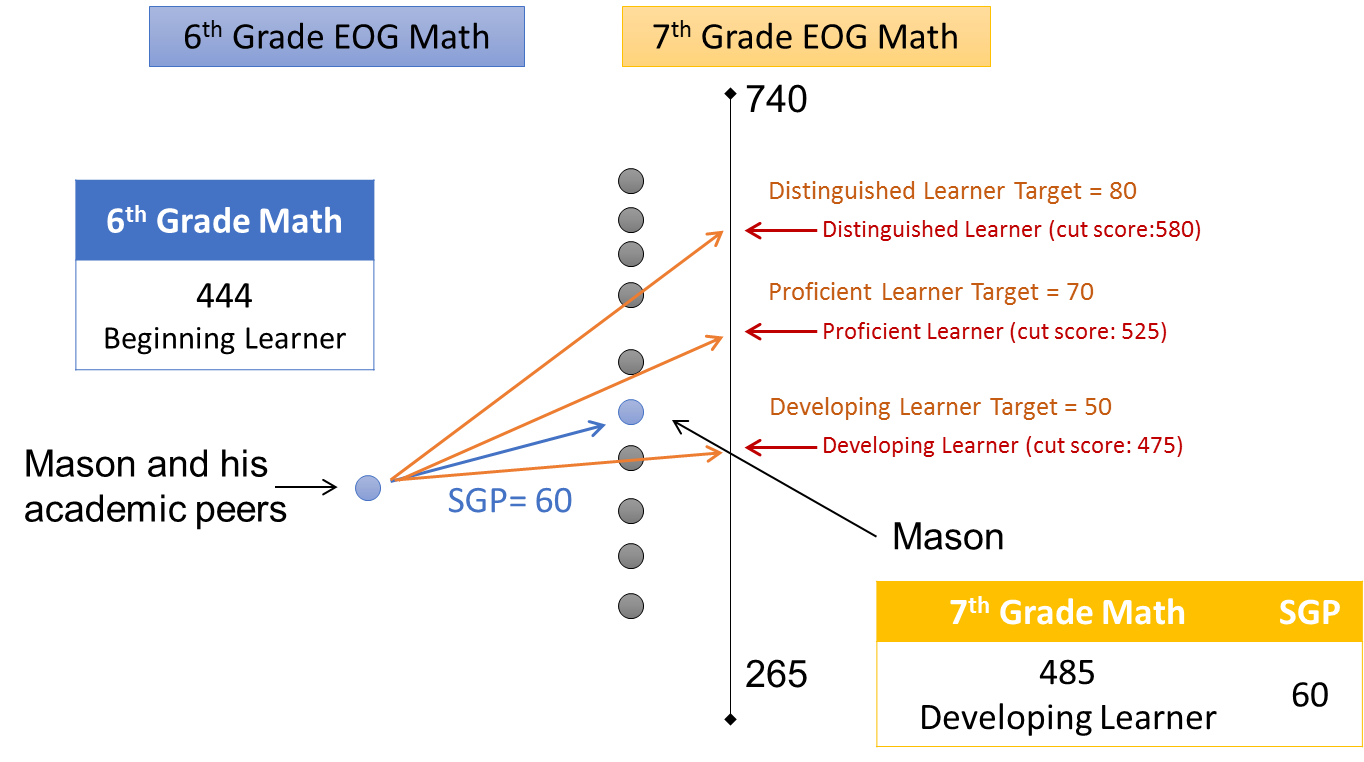 6th Grade EOG Math
7th Grade EOG Math
740
Distinguished Learner Target = 80
Distinguished Learner (cut score:580)
6th Grade Math
444
Beginning Learner
Proficient Learner Target = 70
Proficient Learner (cut score: 525)
Developing Learner Target = 50
Developing Learner (cut score: 475)
Mason and his
academic peers
SGP= 60
Mason
265
7th Grade Math SGP
485
Developing Learner
60